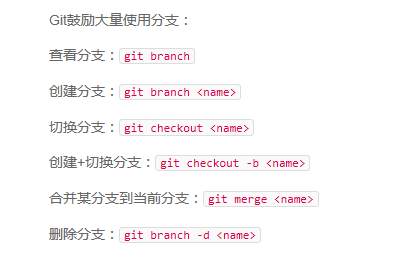 Git鼓励大量使用分支：
查看分支：git branch
创建分支：git branch <name>
切换分支：git checkout <name>
创建+切换分支：git checkout -b <name>
合并某分支到当前分支：git merge <name>
删除分支：git branch -d <name>